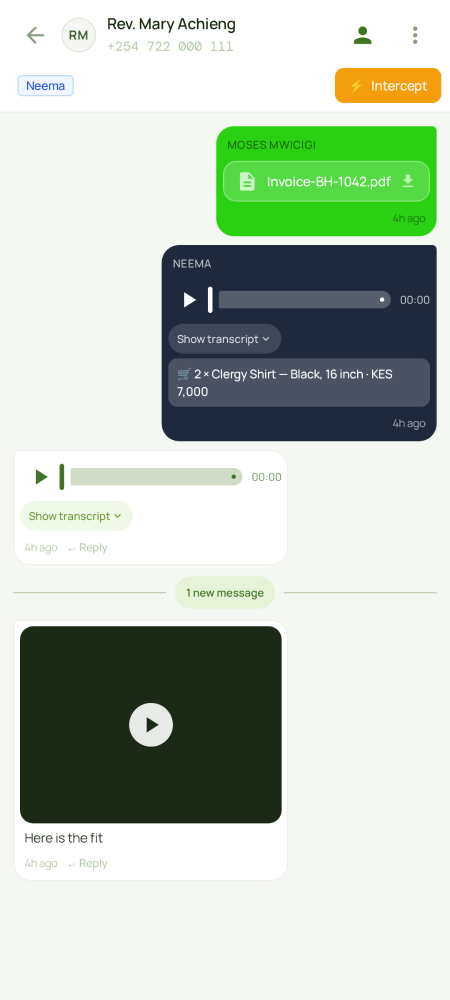 RM
Rev. Mary Achieng
+254 722 000 111
Neema
⚡ Intercept
MOSES MWICIGI
Invoice-BH-1042.pdf
4h ago
NEEMA
00:00
Show transcript
🛒 2 × Clergy Shirt — Black, 16 inch · KES
7,000
4h ago
00:00
Show transcript
4h ago Reply
1 new message
Here is the fit
4h ago Reply